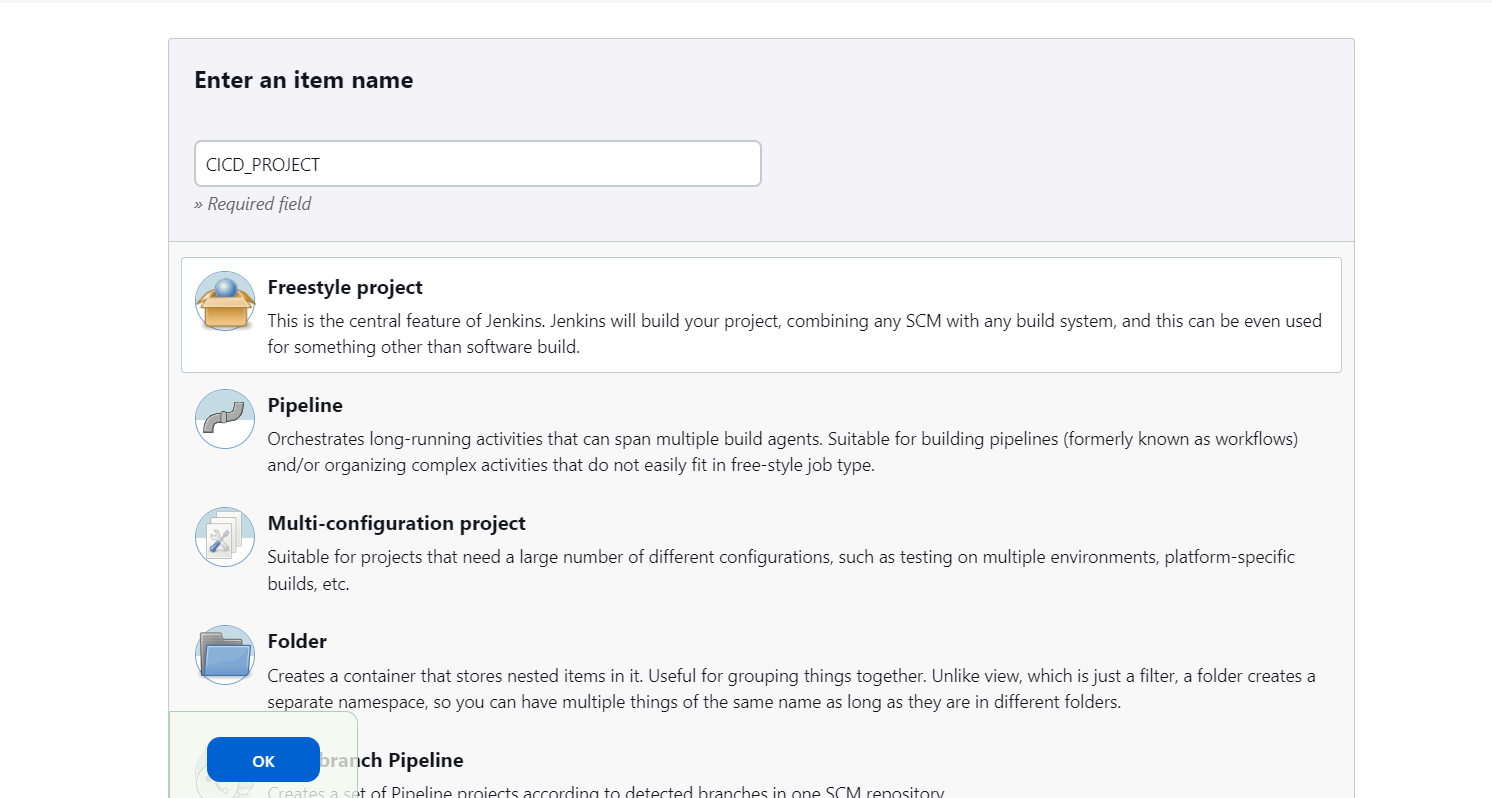 Enter an item name
CICD_PROJECT
» Required field
Freestyle project
This is the central feature of Jenkins. Jenkins will build your project, combining any SCM with any build system, and this can be even used
for something other than software build.
Pipeline
Orchestrates long-running activities that can span multiple build agents. Suitable for building pipelines (formerly known as workflows)
and/or organizing complex activities that do not easily fit in free-style job type.
Multi-configuration project
Suitable for projects that need a large number of different configurations, such as testing on multiple environments, platform-specific
builds, etc.
Folder
Creates a container that stores nested items in it. Useful for grouping things together. Unlike view, which is just a filter, a folder creates a
separate namespace, so you can have multiple things of the same name as long as they are in different folders.
OK
branch Pipeline
Creates a set of Pipeline projects according to detected branches in one SCM repository.